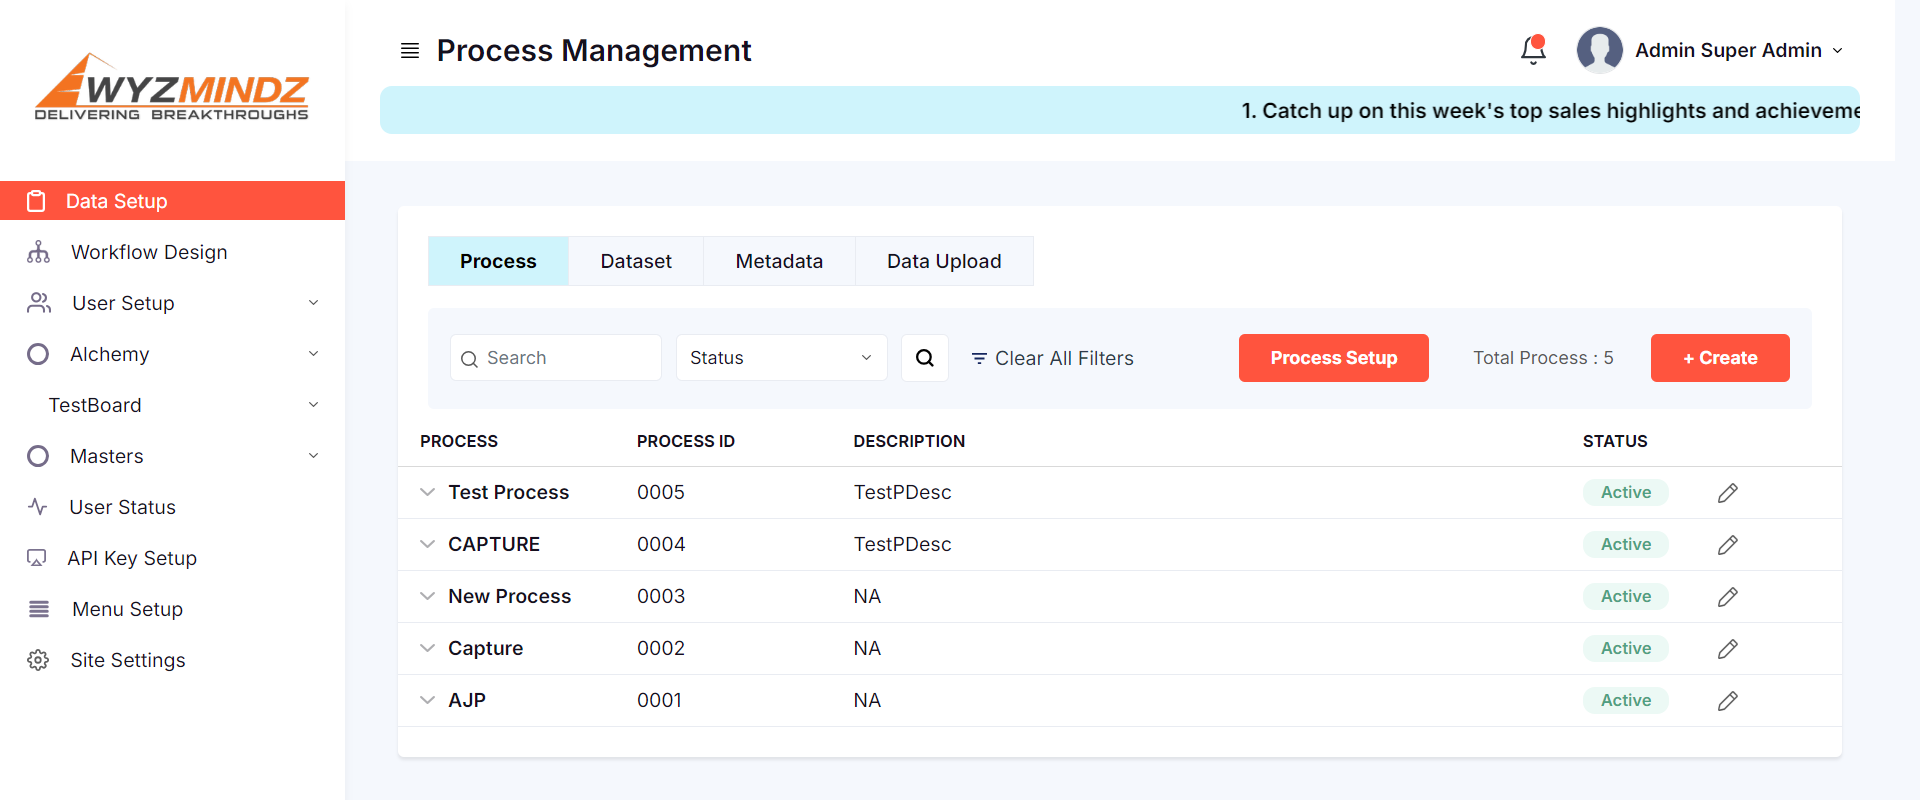 WYZMINDZ
DELIVERING BREAKTHROUGHS
Data Setup
Workflow Design
User Setup
Alchemy
TestBoard
Masters
User Status
API Key Setup
Menu Setup
Site Settings
Process Management
Admin Super Admin
1. Catch up on this week's top sales highlights and achieveme
Process Dataset Metadata Data Upload
Search Status Clear All Filters Process Setup Total Process : 5 + Create
PROCESS PROCESS ID DESCRIPTION STATUS
Test Process 0005 TestPDesc Active
CAPTURE 0004 TestPDesc Active
New Process 0003 NA Active
Capture 0002 NA Active
AJP 0001 NA Active